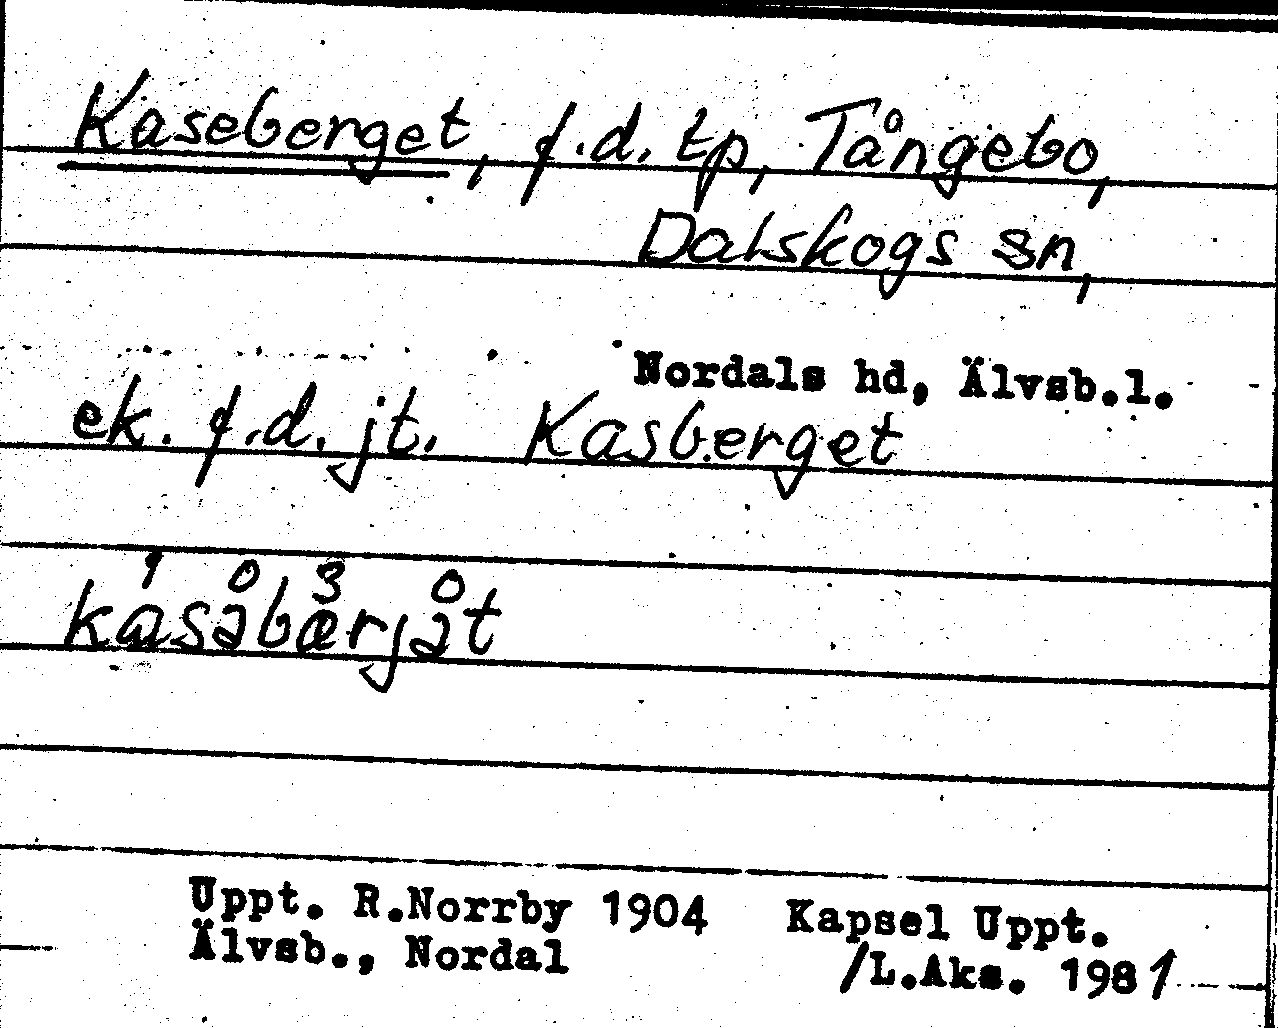 Kaseberget, f.d. tp, Tångebo,
Dalskogs sn,
Nordals hd, Älvsb.l.
ek. f.d. jt. Kasberget
Uppt. R.Norrby 1904 Kapsel Uppt.
Älvsb., Nordal /L.Aks. 1981